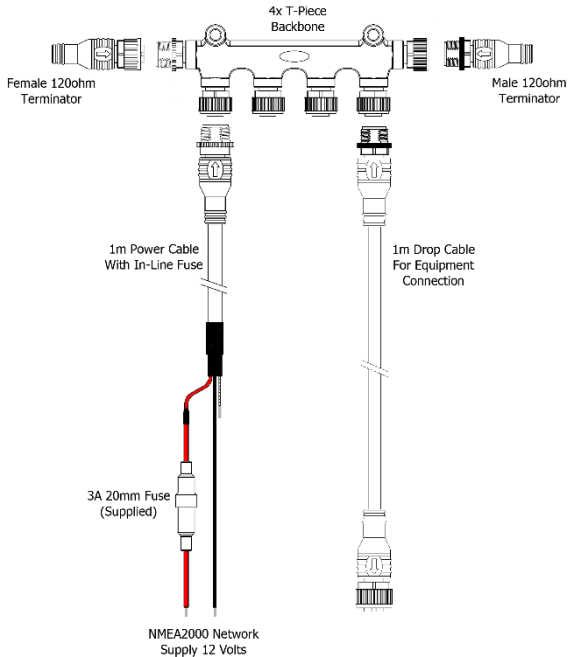 4x T-Piece
Backbone
Female 120ohm
Terminator
Male 120ohm
Terminator
1m Power Cable
With In-Line Fuse
1m Drop Cable
For Equipment
Connection
3A 20mm Fuse
(Supplied)
NMEA2000 Network
Supply 12 Volts